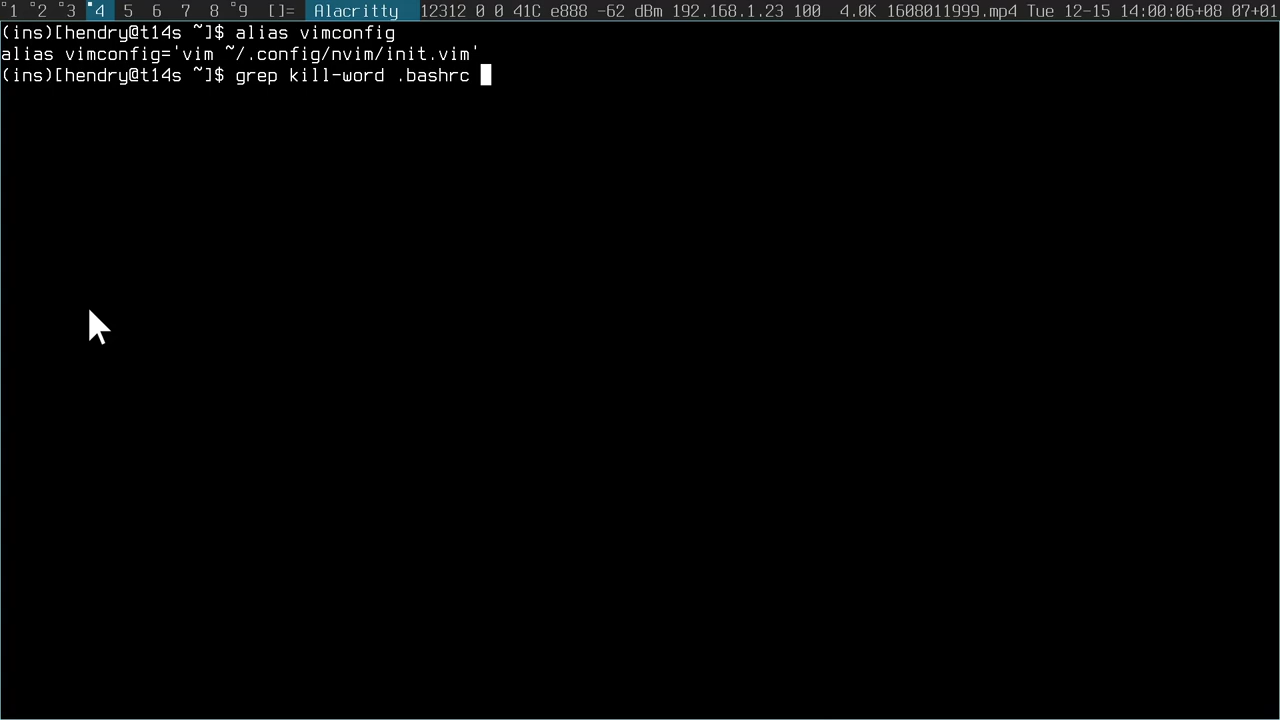 °1 °2 °3 ▪4 5 6 7 8 °9 []= Alacritty 12312 0 0 41C e888 -62 dBm 192.168.1.23 100 4.0K 1608011999.mp4 Tue 12-15 14:00:06+08 07+01
(ins)[hendry@t14s ~]$ alias vimconfig
alias vimconfig='vim ~/.config/nvim/init.vim'
(ins)[hendry@t14s ~]$ grep kill-word .bashrc